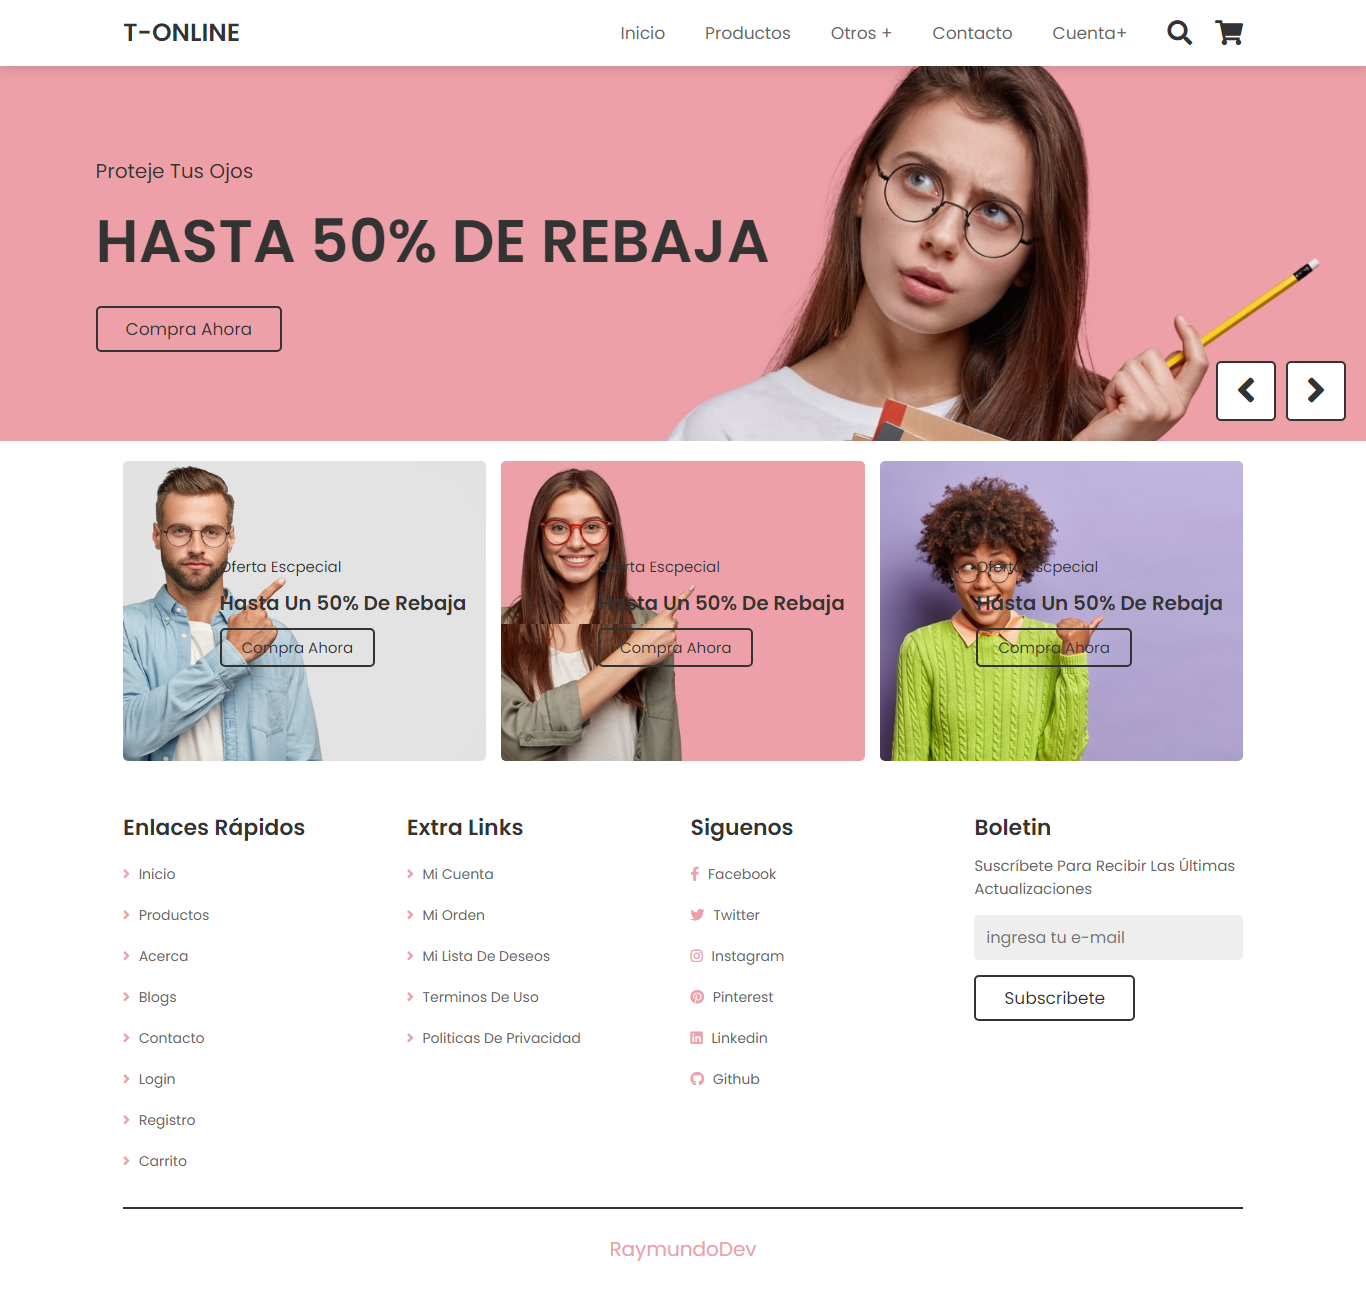 T-ONLINE
Inicio
Productos
Otros +
Contacto
Cuenta+
Proteje Tus Ojos
HASTA 50% DE REBAJA
Compra Ahora
Oferta Escpecial
Hasta Un 50% De Rebaja
Compra Ahora
Oferta Escpecial
Hasta Un 50% De Rebaja
Compra Ahora
Oferta Escpecial
Hasta Un 50% De Rebaja
Compra Ahora
Enlaces Rápidos
Inicio
Productos
Acerca
Blogs
Contacto
Login
Registro
Carrito
Extra Links
Mi Cuenta
Mi Orden
Mi Lista De Deseos
Terminos De Uso
Politicas De Privacidad
Siguenos
Facebook
Twitter
Instagram
Pinterest
Linkedin
Github
Boletin
Suscríbete Para Recibir Las Últimas
Actualizaciones
ingresa tu e-mail
Subscribete
RaymundoDev